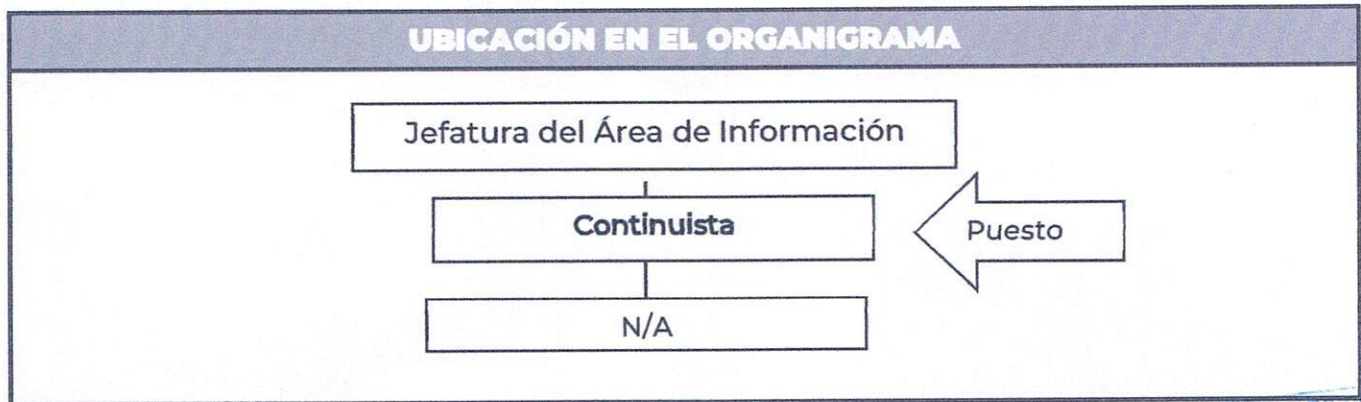 UBICACIÓN EN EL ORGANIGRAMA
Jefatura del Área de Información
Continuista
Puesto
N/A